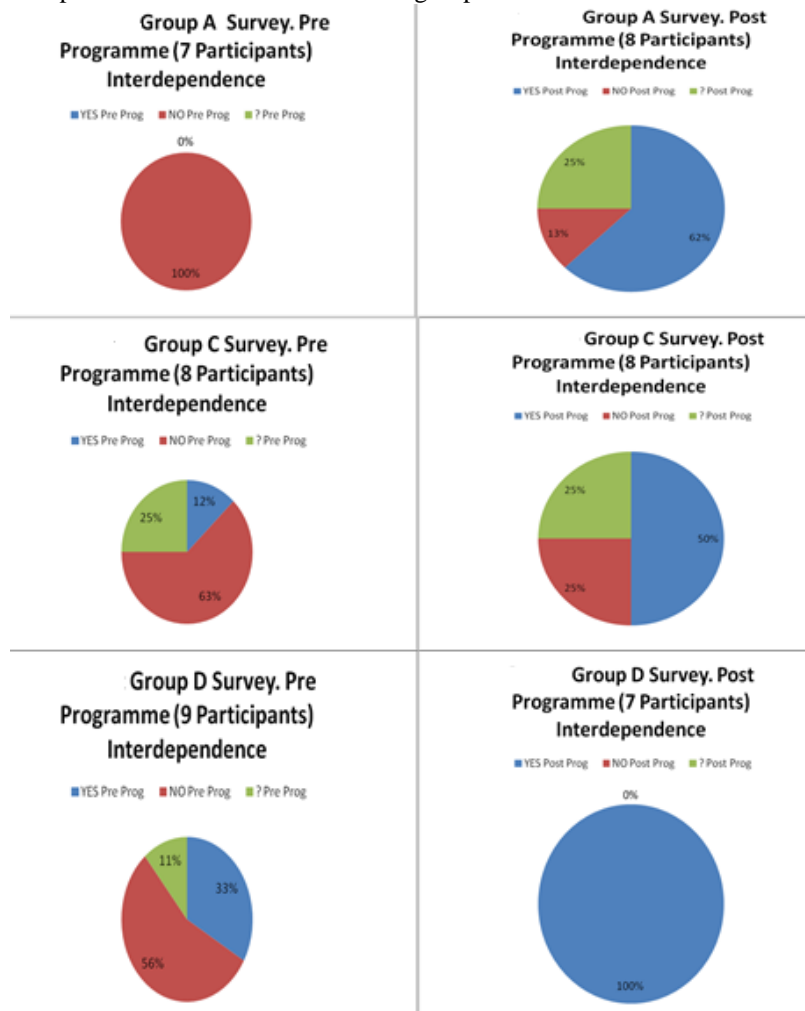 Group A Survey. Pre
Programme (7 Participants)
Interdependence
YES Pre Prog NO Pre Prog ? Pre Prog
0%
100%
Group A Survey. Post
Programme (8 Participants)
Interdependence
YES Post Prog NO Post Prog ? Post Prog
25%
13%
62%
Group C Survey. Pre
Programme (8 Participants)
Interdependence
YES Pre Prog NO Pre Prog ? Pre Prog
12%
25%
63%
Group C Survey. Post
Programme (8 Participants)
Interdependence
YES Post Prog NO Post Prog ? Post Prog
25%
50%
25%
Group D Survey. Pre
Programme (9 Participants)
Interdependence
YES Pre Prog NO Pre Prog ? Pre Prog
11%
33%
56%
Group D Survey. Post
Programme (7 Participants)
Interdependence
YES Post Prog NO Post Prog ? Post Prog
0%
100%